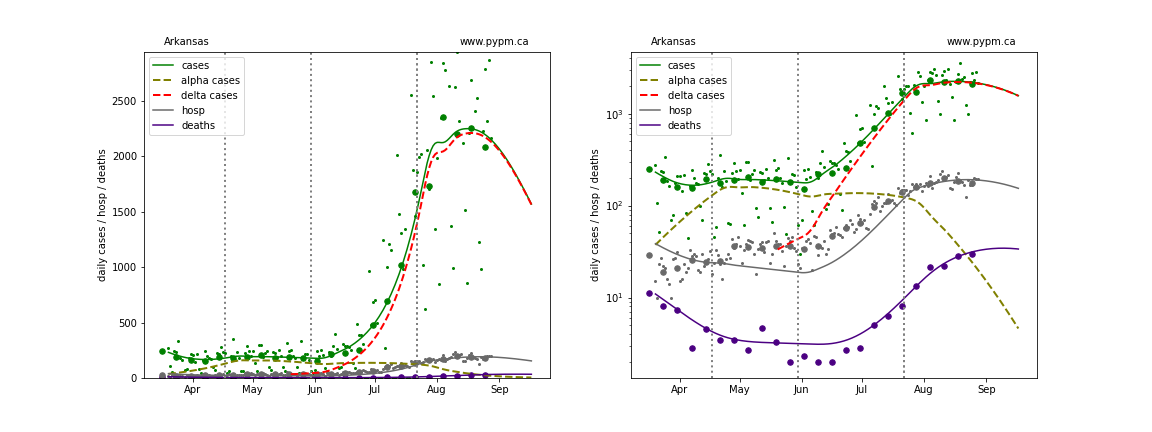 Arkansas
www.pypm.ca
cases
alpha cases
delta cases
hosp
deaths
daily cases / hosp / deaths
2500
2000
1500
1000
500
0
Apr
May
Jun
Jul
Aug
Sep
Arkansas
www.pypm.ca
cases
alpha cases
delta cases
hosp
deaths
daily cases / hosp / deaths
10³
10²
10¹
Apr
May
Jun
Jul
Aug
Sep